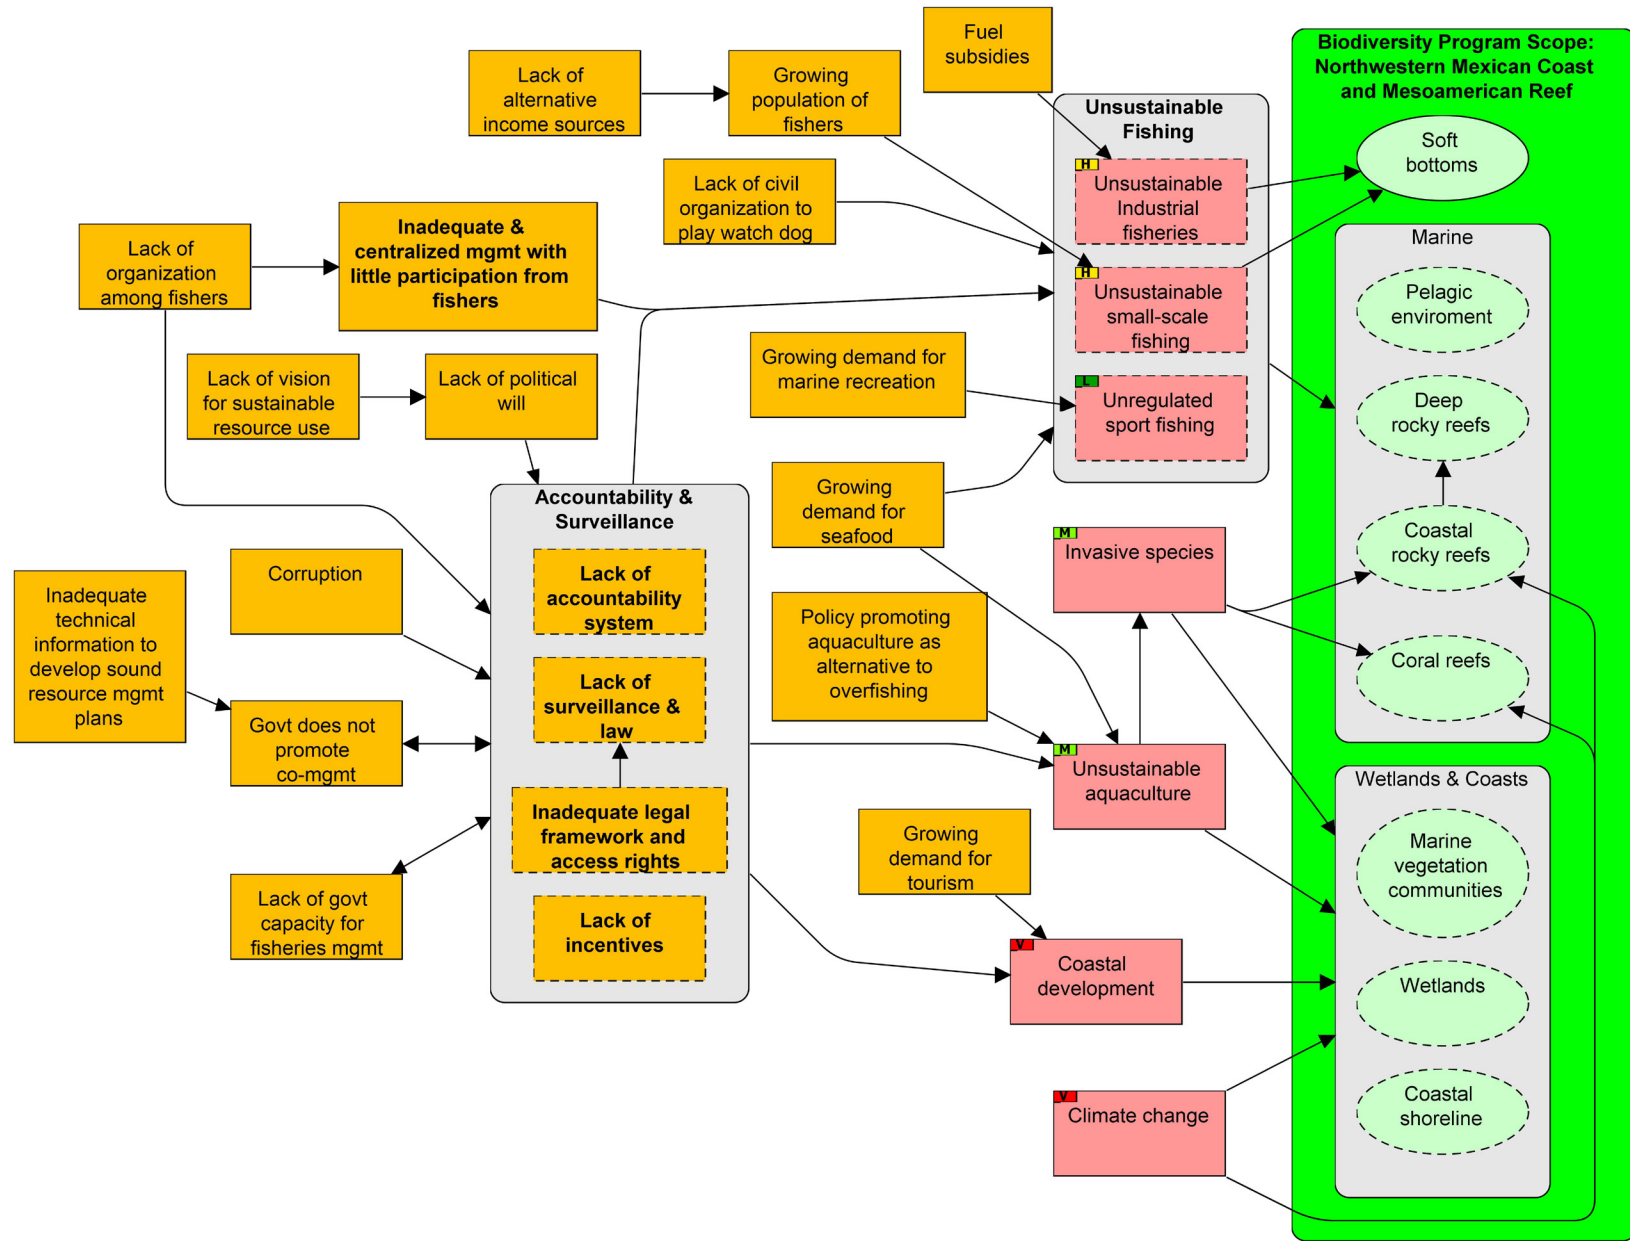 Fuel
subsidies
Lack of
alternative
income sources
Growing
population of
fishers
Lack of civil
organization to
play watch dog
Lack of
organization
among fishers
Inadequate &
centralized mgmt with
little participation from
fishers
Growing demand for
marine recreation
Lack of vision
for sustainable
resource use
Lack of political
will
Growing
demand for
seafood
Accountability &
Surveillance
Lack of
accountability
system
Lack of
surveillance &
law
Inadequate legal
framework and
access rights
Lack of
incentives
Corruption
Inadequate
technical
information to
develop sound
resource mgmt
plans
Govt does not
promote
co-mgmt
Lack of govt
capacity for
fisheries mgmt
Policy promoting
aquaculture as
alternative to
overfishing
Growing
demand for
tourism
Unsustainable
Fishing
H
Unsustainable
Industrial
fisheries
H
Unsustainable
small-scale
fishing
L
Unregulated
sport fishing
M
Invasive species
M
Unsustainable
aquaculture
V
Coastal
development
V
Climate change
Biodiversity Program Scope:
Northwestern Mexican Coast
and Mesoamerican Reef
Soft
bottoms
Marine
Pelagic
enviroment
Deep
rocky reefs
Coastal
rocky reefs
Coral reefs
Wetlands & Coasts
Marine
vegetation
communities
Wetlands
Coastal
shoreline